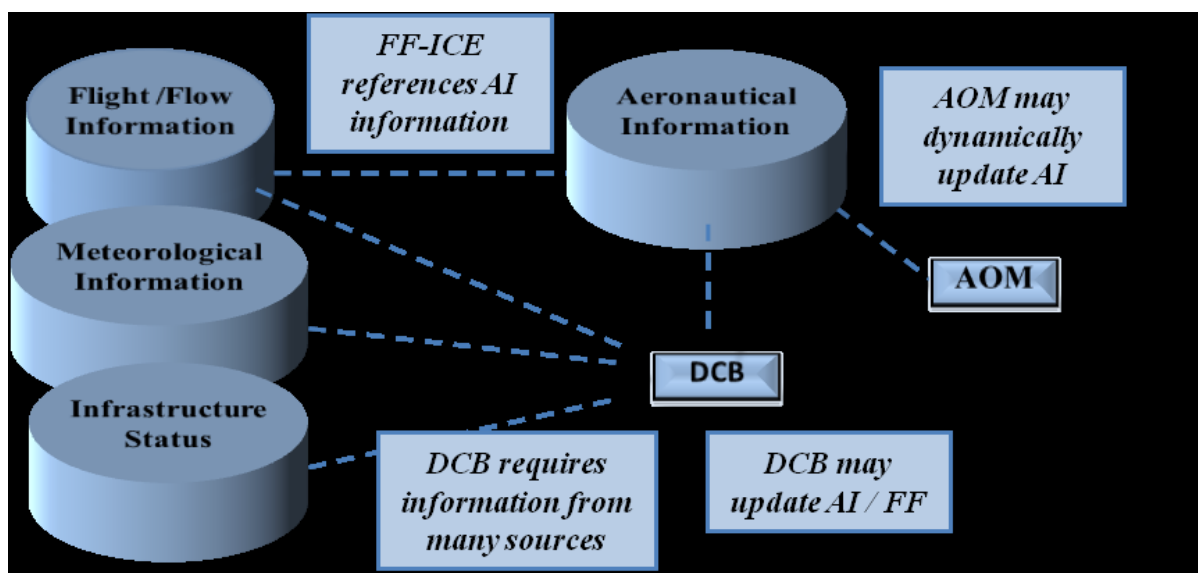 Flight /Flow
Information
FF-ICE
references AI
information
Aeronautical
Information
AOM may
dynamically
update AI
Meteorological
Information
AOM
DCB
Infrastructure
Status
DCB requires
information from
many sources
DCB may
update AI / FF